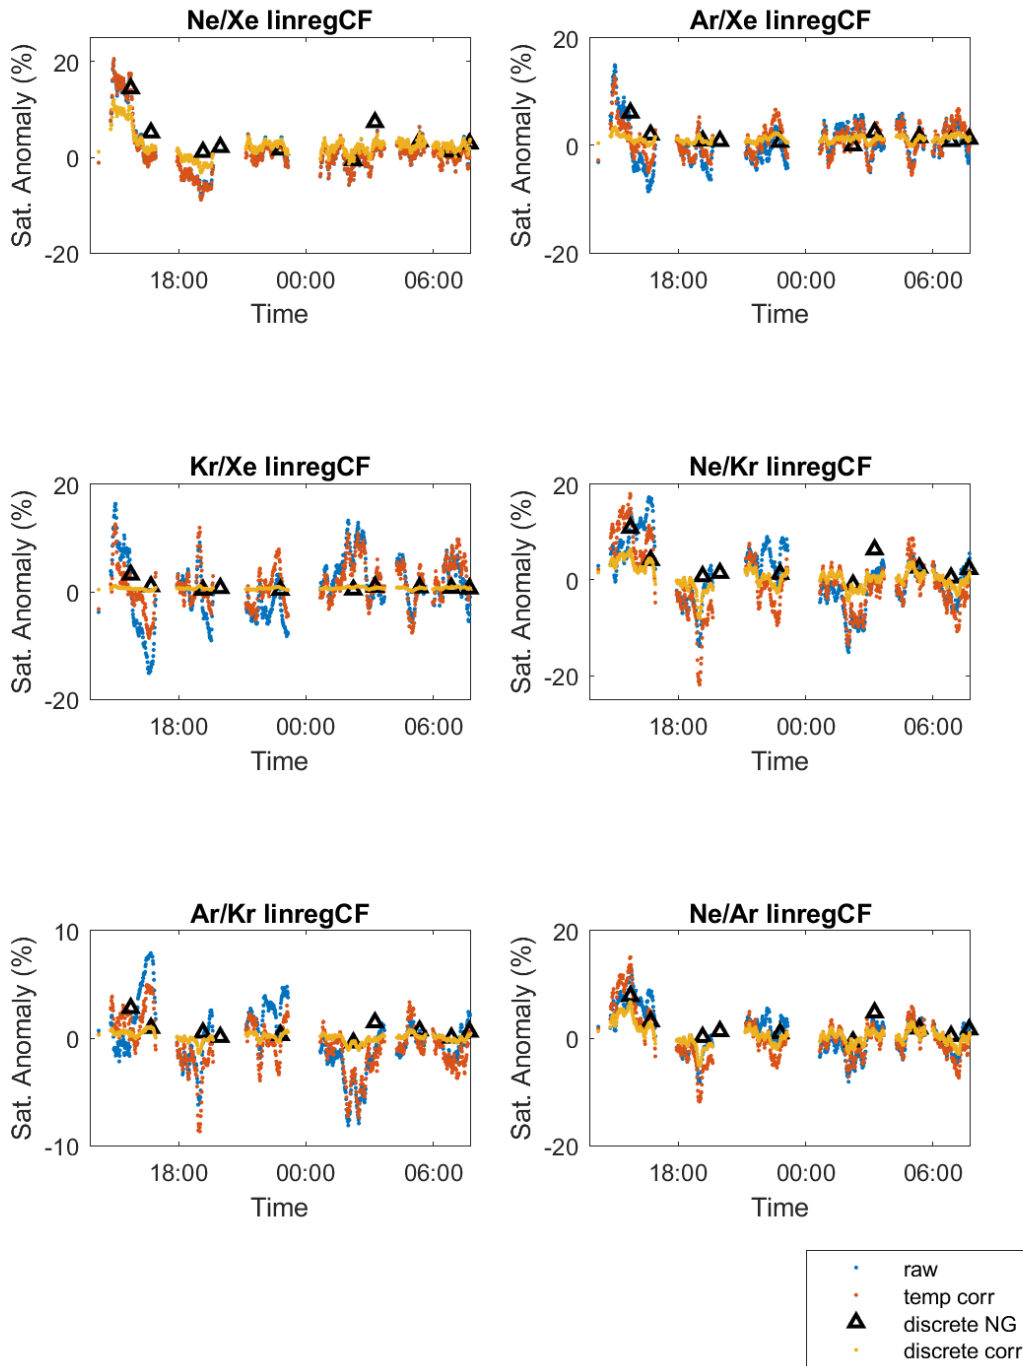 Ne/Xe linregCF
Sat. Anomaly (%)
20
0
-20
18:00 00:00 06:00
Time
Ar/Xe linregCF
Sat. Anomaly (%)
20
0
-20
18:00 00:00 06:00
Time
Kr/Xe linregCF
Sat. Anomaly (%)
20
0
-20
18:00 00:00 06:00
Time
Ne/Kr linregCF
Sat. Anomaly (%)
20
0
-20
18:00 00:00 06:00
Time
Ar/Kr linregCF
Sat. Anomaly (%)
10
0
-10
18:00 00:00 06:00
Time
Ne/Ar linregCF
Sat. Anomaly (%)
20
0
-20
18:00 00:00 06:00
Time
raw
temp corr
discrete NG
discrete corr